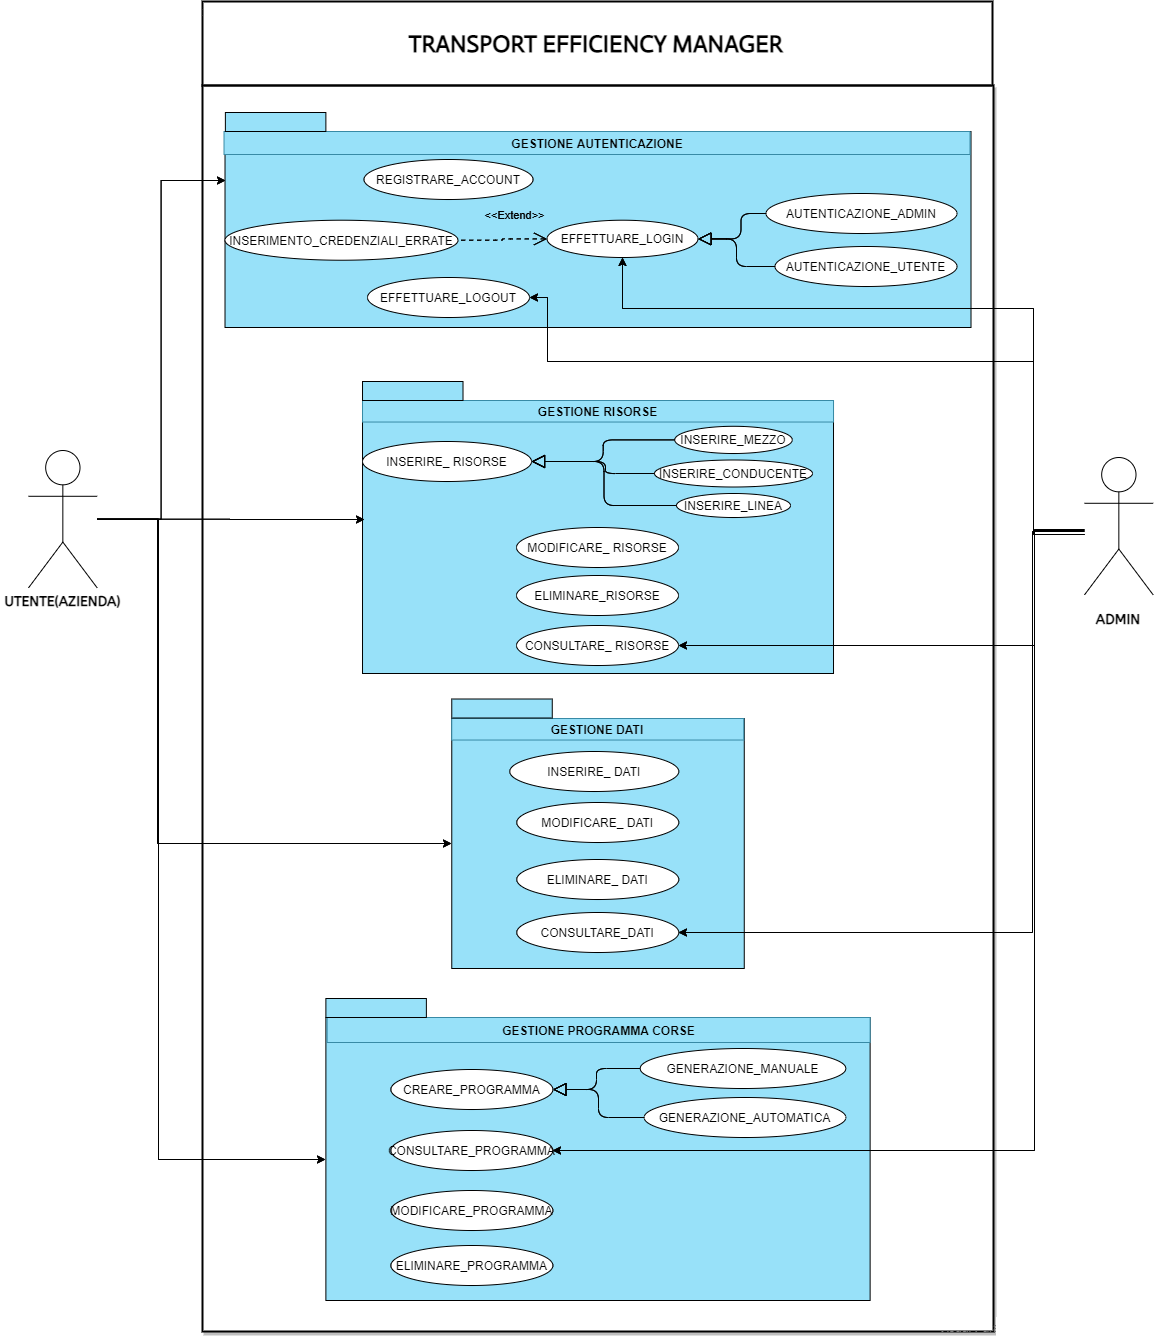 TRANSPORT EFFICIENCY MANAGER
GESTIONE AUTENTICAZIONE
REGISTRARE_ACCOUNT
<<Extend>>
INSERIMENTO_CREDENZIALI_ERRATE
EFFETTUARE_LOGIN
AUTENTICAZIONE_ADMIN
AUTENTICAZIONE_UTENTE
EFFETTUARE_LOGOUT
GESTIONE RISORSE
INSERIRE_ RISORSE
INSERIRE_MEZZO
INSERIRE_CONDUCENTE
INSERIRE_LINEA
MODIFICARE_ RISORSE
ELIMINARE_RISORSE
CONSULTARE_ RISORSE
UTENTE(AZIENDA)
ADMIN
GESTIONE DATI
INSERIRE_ DATI
MODIFICARE_ DATI
ELIMINARE_ DATI
CONSULTARE_DATI
GESTIONE PROGRAMMA CORSE
CREARE_PROGRAMMA
GENERAZIONE_MANUALE
GENERAZIONE_AUTOMATICA
CONSULTARE_PROGRAMMA
MODIFICARE_PROGRAMMA
ELIMINARE_PROGRAMMA